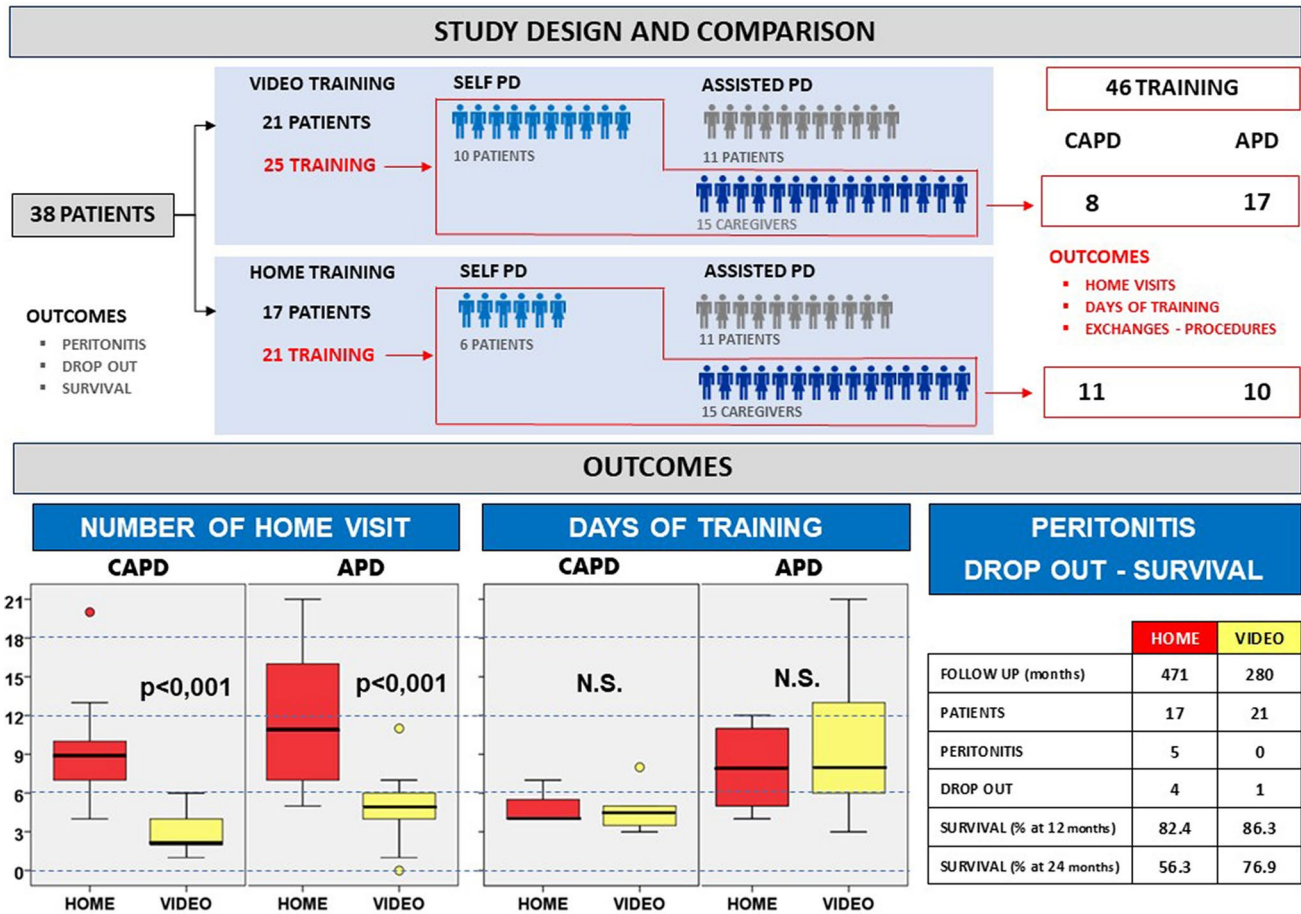 STUDY DESIGN AND COMPARISON
38 PATIENTS
OUTCOMES
▪ PERITONITIS
▪ DROP OUT
▪ SURVIVAL
VIDEO TRAINING
21 PATIENTS
25 TRAINING
SELF PD
10 PATIENTS
ASSISTED PD
11 PATIENTS
15 CAREGIVERS
HOME TRAINING
17 PATIENTS
21 TRAINING
SELF PD
6 PATIENTS
ASSISTED PD
11 PATIENTS
15 CAREGIVERS
46 TRAINING
CAPD APD
8 17
OUTCOMES
▪ HOME VISITS
▪ DAYS OF TRAINING
▪ EXCHANGES - PROCEDURES
11 10
OUTCOMES
NUMBER OF HOME VISIT
CAPD APD
21
18
15
12
9
6
3
0
p<0,001 p<0,001
HOME VIDEO HOME VIDEO
DAYS OF TRAINING
CAPD APD
N.S. N.S.
HOME VIDEO HOME VIDEO
PERITONITIS
DROP OUT - SURVIVAL
HOME VIDEO
FOLLOW UP (months) 471 280
PATIENTS 17 21
PERITONITIS 5 0
DROP OUT 4 1
SURVIVAL (% at 12 months) 82.4 86.3
SURVIVAL (% at 24 months) 56.3 76.9